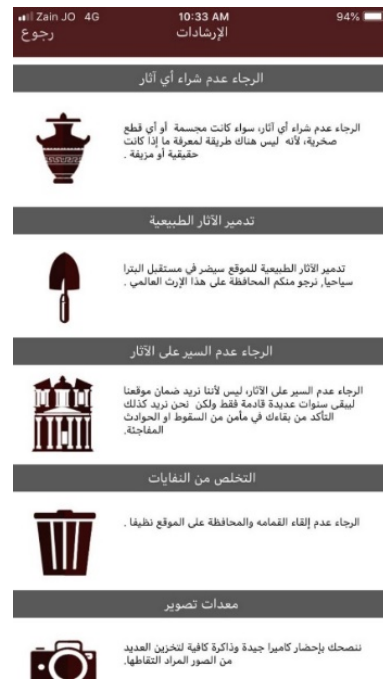 Zain JO 4G 10:33 AM 94%
رجوع الإرشادات
الرجاء عدم شراء أي آثار
الرجاء عدم شراء أي آثار، سواء كانت مجسمة أو أي قطع
صخرية، لأنه ليس هناك طريقة لمعرفة ما إذا كانت
حقيقية أو مزيفة .
تدمير الآثار الطبيعية
تدمير الآثار الطبيعية للموقع سيضر في مستقبل البترا
سياحيا, نرجو منكم المحافظة على هذا الإرث العالمي .
الرجاء عدم السير على الآثار
الرجاء عدم السير على الآثار، ليس لأننا نريد ضمان موقعنا
ليبقى سنوات عديدة قادمة فقط ولكن نحن نريد كذلك
التأكد من بقاءك في مأمن من السقوط او الحوادث
المفاجئة.
التخلص من النفايات
الرجاء عدم إلقاء القمامه والمحافظة على الموقع نظيفا .
معدات تصوير
ننصحك بإحضار كاميرا جيدة وذاكرة كافية لتخزين العديد
من الصور المراد التقاطها.